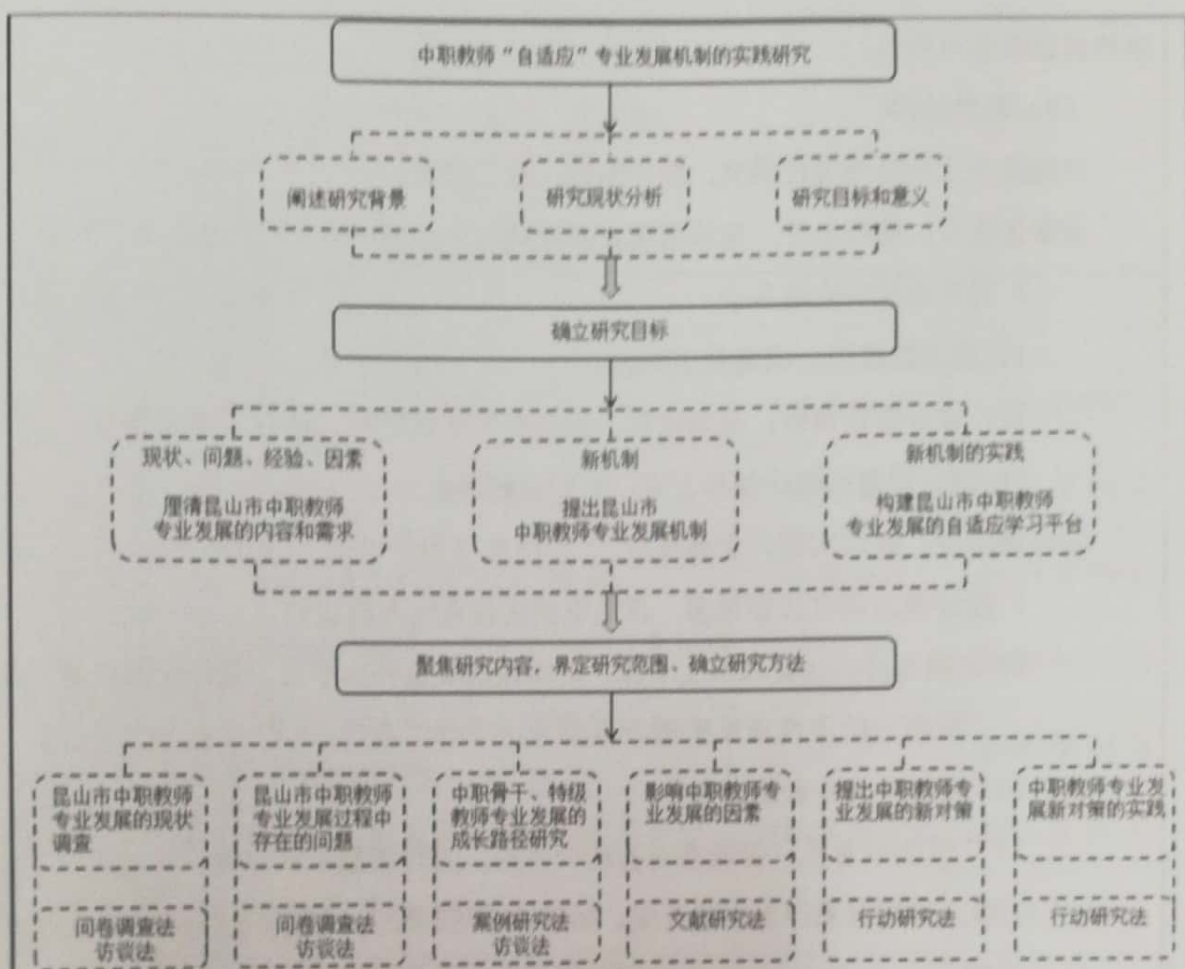 中职教师“自适应”专业发展机制的实践研究
阐述研究背景
研究现状分析
研究目标和意义
确立研究目标
现状、问题、经验、因素
厘清昆山市中职教师
专业发展的内容和需求
新机制
提出昆山市
中职教师专业发展机制
新机制的实践
构建昆山市中职教师
专业发展的自适应学习平台
聚焦研究内容，界定研究范围、确立研究方法
昆山市中职教师
专业发展的现状
调查
昆山市中职教师
专业发展过程中
存在的问题
中职骨干、特级
教师专业发展的
成长路径研究
影响中职教师专
业发展的因素
提出中职教师专
业发展的新对策
中职教师专业发
展新对策的实践
问卷调查法
访谈法
问卷调查法
访谈法
案例研究法
访谈法
文献研究法
行动研究法
行动研究法